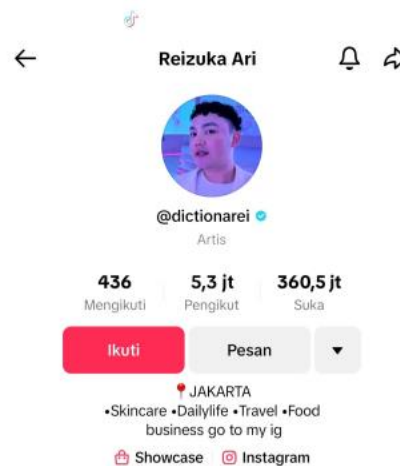 Reizuka Ari
@dictionarei
Artis
436 5,3 jt 360,5 jt
Mengikuti Pengikut Suka
Ikuti Pesan
JAKARTA
•Skincare •Dailylife •Travel •Food
business go to my ig
Showcase Instagram